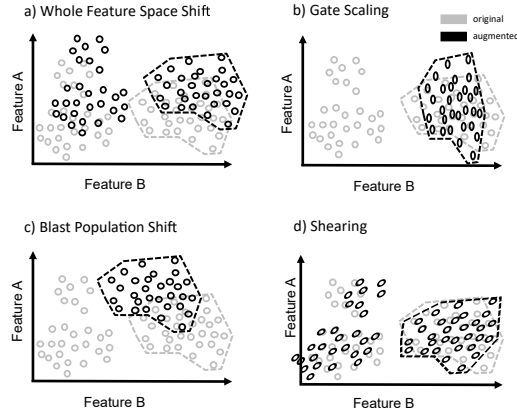 a) Whole Feature Space Shift
Feature A
Feature B
b) Gate Scaling
original
augmented
Feature A
Feature B
c) Blast Population Shift
Feature A
Feature B
d) Shearing
Feature A
Feature B